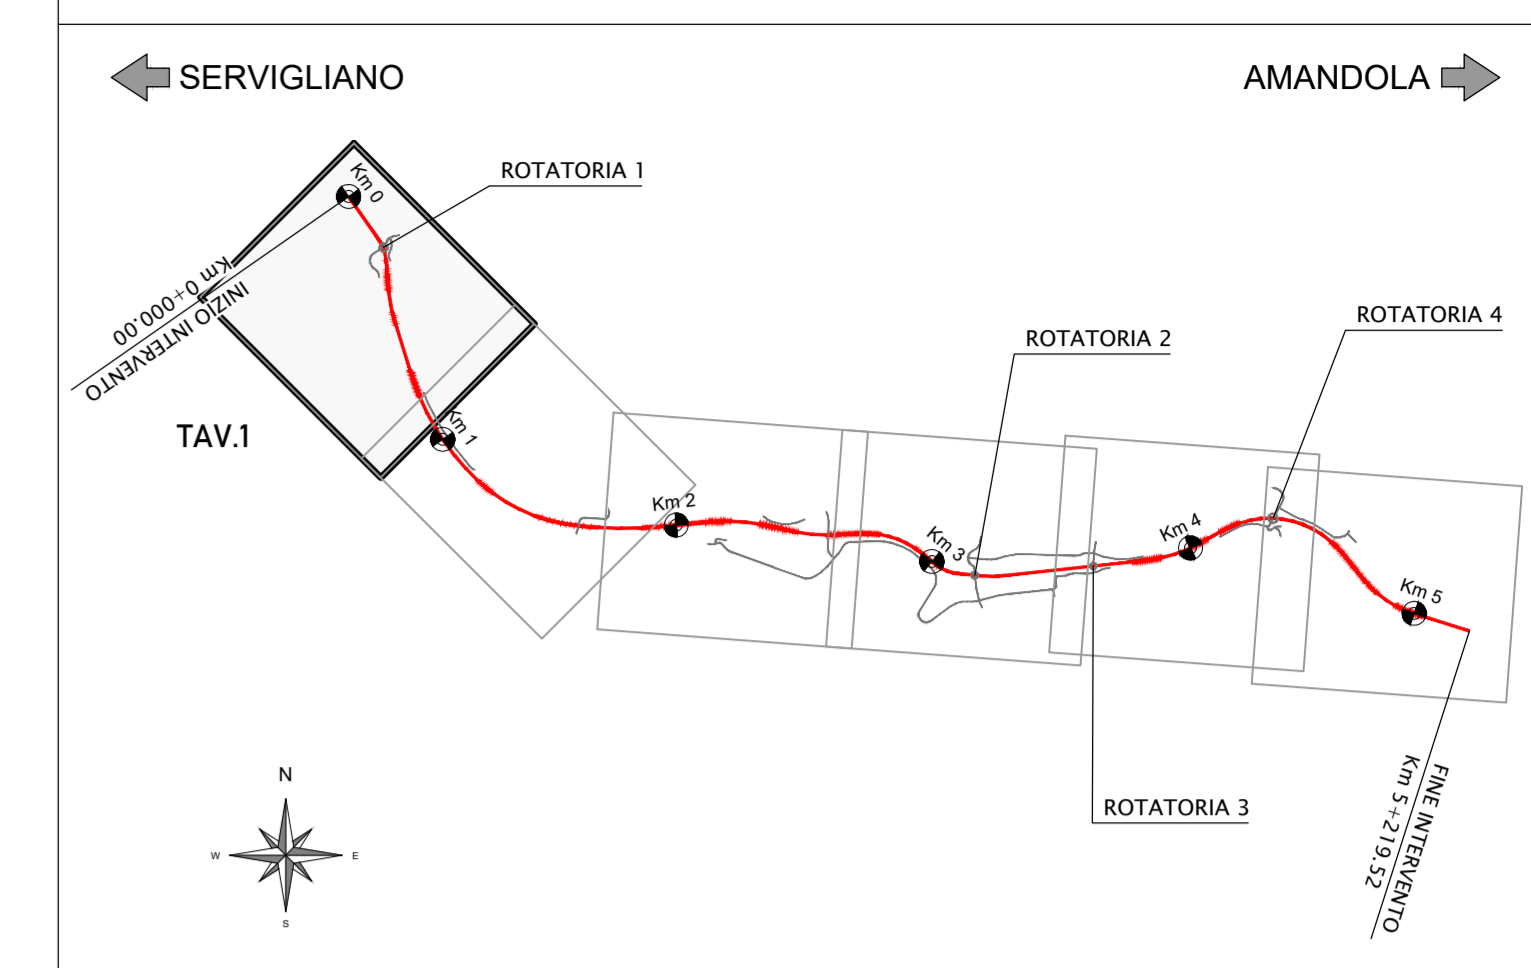 SERVIGLIANO
AMANDOLA
ROTATORIA 1
Km 0
Km 0+000.00
INIZIO INTERVENTO
TAV.1
Km 1
ROTATORIA 4
ROTATORIA 2
Km 2
Km 3
Km 4
Km 5
ROTATORIA 3
FINE INTERVENTO
Km 5+219.52
N
W
E
S